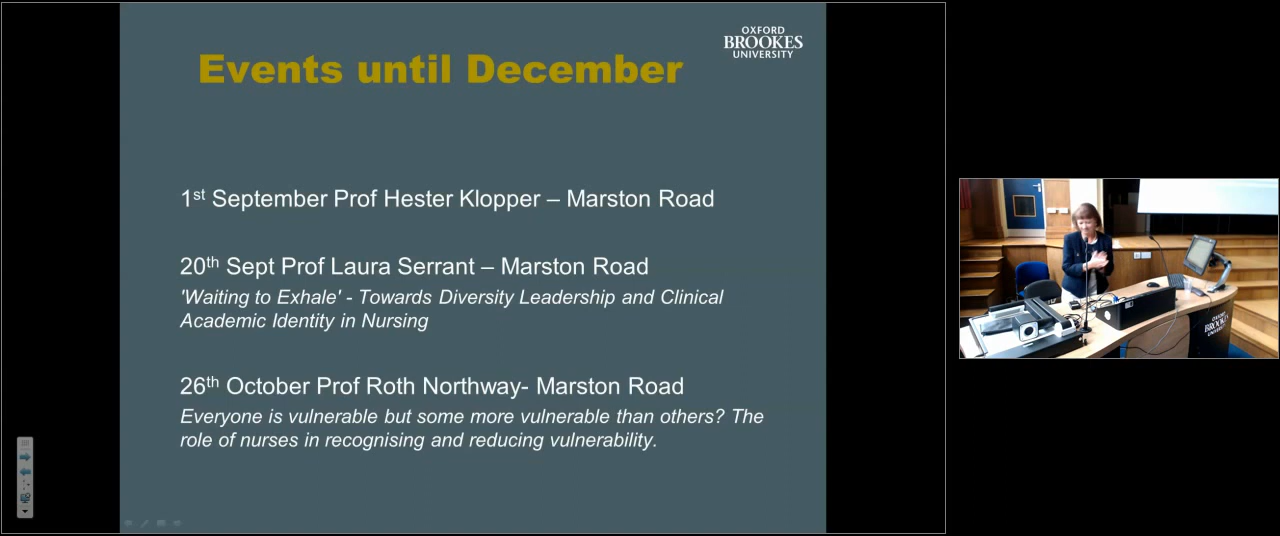 OXFORD
BROOKES
UNIVERSITY
Events until December
1st September Prof Hester Klopper – Marston Road
20th Sept Prof Laura Serrant – Marston Road
'Waiting to Exhale' - Towards Diversity Leadership and Clinical
Academic Identity in Nursing
26th October Prof Roth Northway- Marston Road
Everyone is vulnerable but some more vulnerable than others? The
role of nurses in recognising and reducing vulnerability.
OXFORD
BROOKES
UNIVERSITY